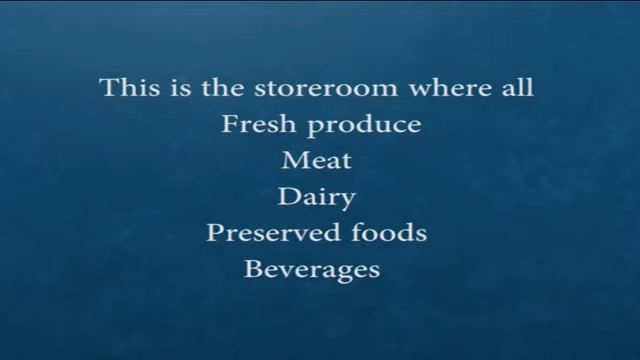 This is the storeroom where all
Fresh produce
Meat
Dairy
Preserved foods
Beverages